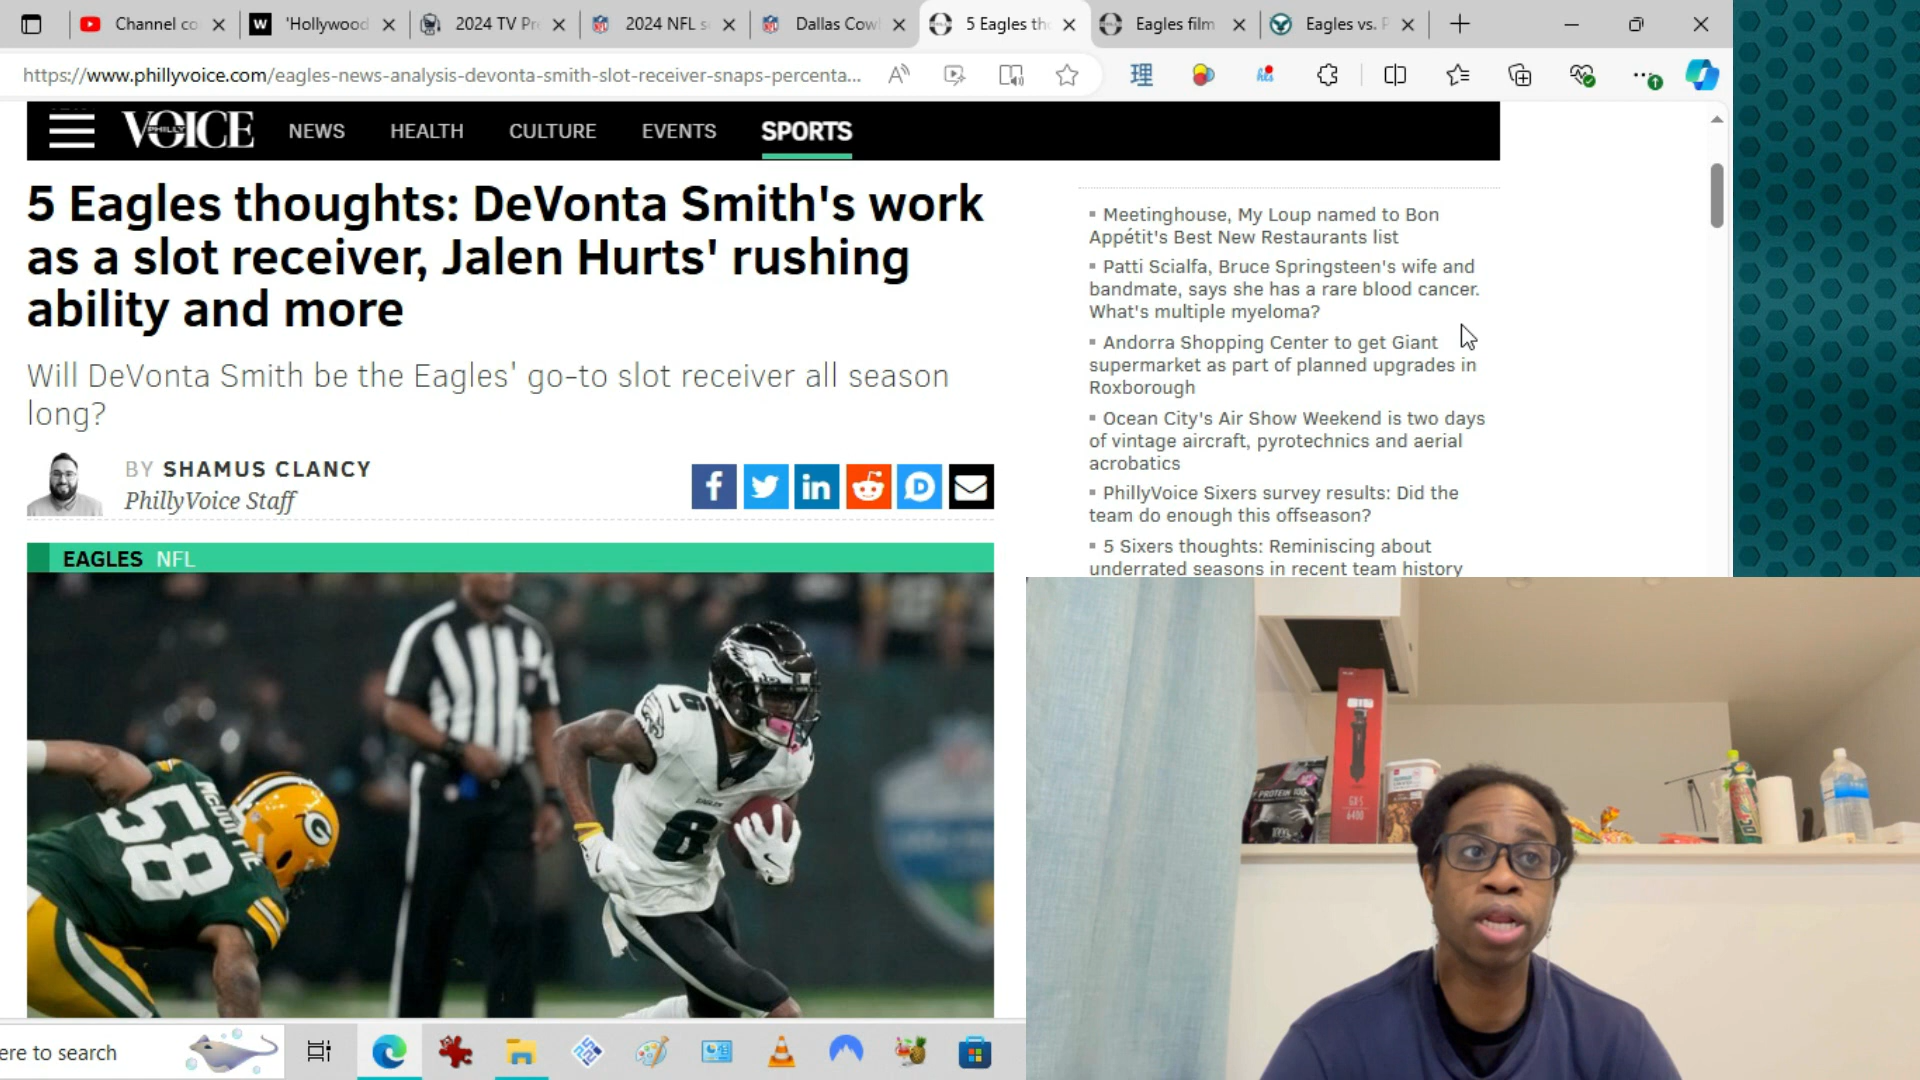 Channel co
'Hollywood
2024 TV Pr
2024 NFL s
Dallas Cow
5 Eagles th
Eagles film
Eagles vs. P
https://www.phillyvoice.com/eagles-news-analysis-devonta-smith-slot-receiver-snaps-percenta...
PHILLY VOICE
NEWS
HEALTH
CULTURE
EVENTS
SPORTS
5 Eagles thoughts: DeVonta Smith's work
as a slot receiver, Jalen Hurts' rushing
ability and more
Will DeVonta Smith be the Eagles' go-to slot receiver all season
long?
BY SHAMUS CLANCY
PhillyVoice Staff
EAGLES NFL
Meetinghouse, My Loup named to Bon
Appétit's Best New Restaurants list
Patti Scialfa, Bruce Springsteen's wife and
bandmate, says she has a rare blood cancer.
What's multiple myeloma?
Andorra Shopping Center to get Giant
supermarket as part of planned upgrades in
Roxborough
Ocean City's Air Show Weekend is two days
of vintage aircraft, pyrotechnics and aerial
acrobatics
PhillyVoice Sixers survey results: Did the
team do enough this offseason?
5 Sixers thoughts: Reminiscing about
underrated seasons in recent team history
58
6
EAGLES
6
G
理
ere to search
PROTEIN 100